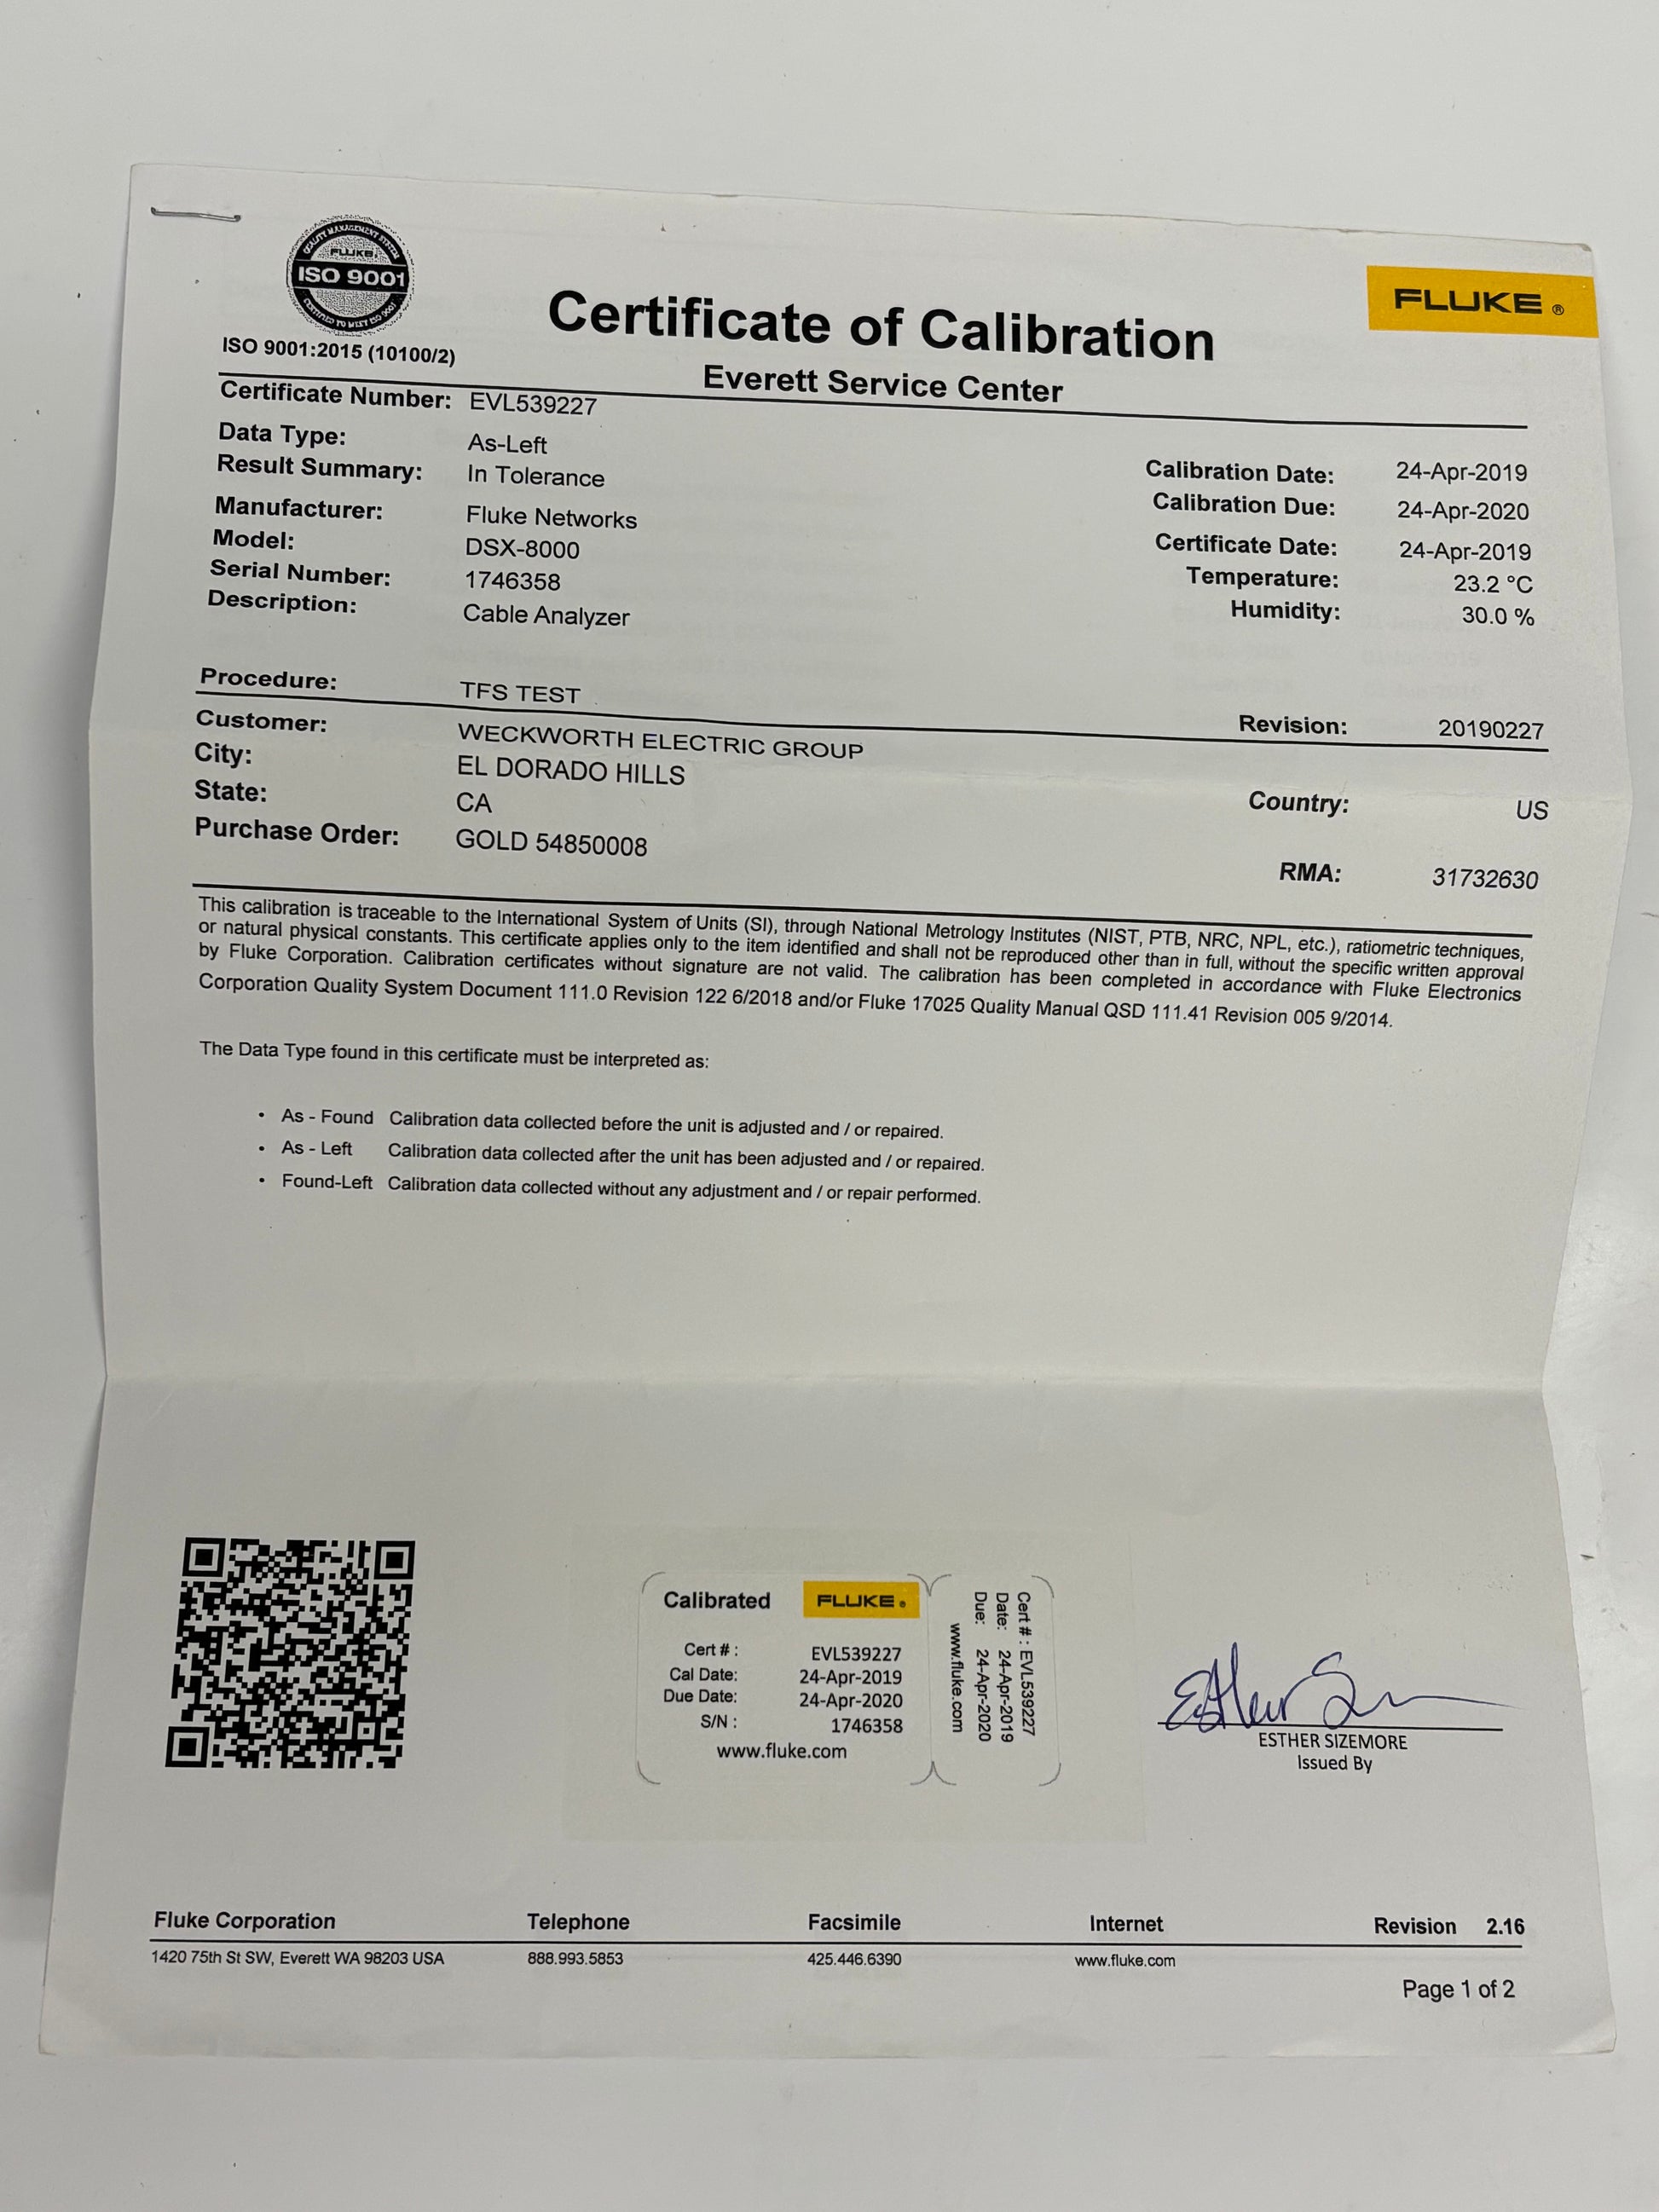 QUALITY MANAGEMENT SYSTEM
FLUKE
ISO 9001
CERTIFIED TO MEET ISO 9001
ISO 9001:2015 (10100/2)
FLUKE ®
Certificate of Calibration
Everett Service Center
Certificate Number: EVL539227
Data Type: As-Left
Result Summary: In Tolerance
Manufacturer: Fluke Networks
Model: DSX-8000
Serial Number: 1746358
Description: Cable Analyzer
Calibration Date: 24-Apr-2019
Calibration Due: 24-Apr-2020
Certificate Date: 24-Apr-2019
Temperature: 23.2 °C
Humidity: 30.0 %
Procedure: TFS TEST
Revision: 20190227
Customer: WECKWORTH ELECTRIC GROUP
City: EL DORADO HILLS
State: CA
Country: US
Purchase Order: GOLD 54850008
RMA: 31732630
This calibration is traceable to the International System of Units (SI), through National Metrology Institutes (NIST, PTB, NRC, NPL, etc.), ratiometric techniques,
or natural physical constants. This certificate applies only to the item identified and shall not be reproduced other than in full, without the specific written approval
by Fluke Corporation. Calibration certificates without signature are not valid. The calibration has been completed in accordance with Fluke Electronics
Corporation Quality System Document 111.0 Revision 122 6/2018 and/or Fluke 17025 Quality Manual QSD 111.41 Revision 005 9/2014.
The Data Type found in this certificate must be interpreted as:
• As - Found Calibration data collected before the unit is adjusted and / or repaired.
• As - Left Calibration data collected after the unit has been adjusted and / or repaired.
• Found-Left Calibration data collected without any adjustment and / or repair performed.
Calibrated FLUKE ®
Cert # : EVL539227
Cal Date: 24-Apr-2019
Due Date: 24-Apr-2020
S/N : 1746358
www.fluke.com
Cert # : EVL539227
Date: 24-Apr-2019
Due: 24-Apr-2020
www.fluke.com
ESTHER SIZEMORE
Issued By
Fluke Corporation Telephone Facsimile Internet Revision 2.16
1420 75th St SW, Everett WA 98203 USA 888.993.5853 425.446.6390 www.fluke.com
Page 1 of 2